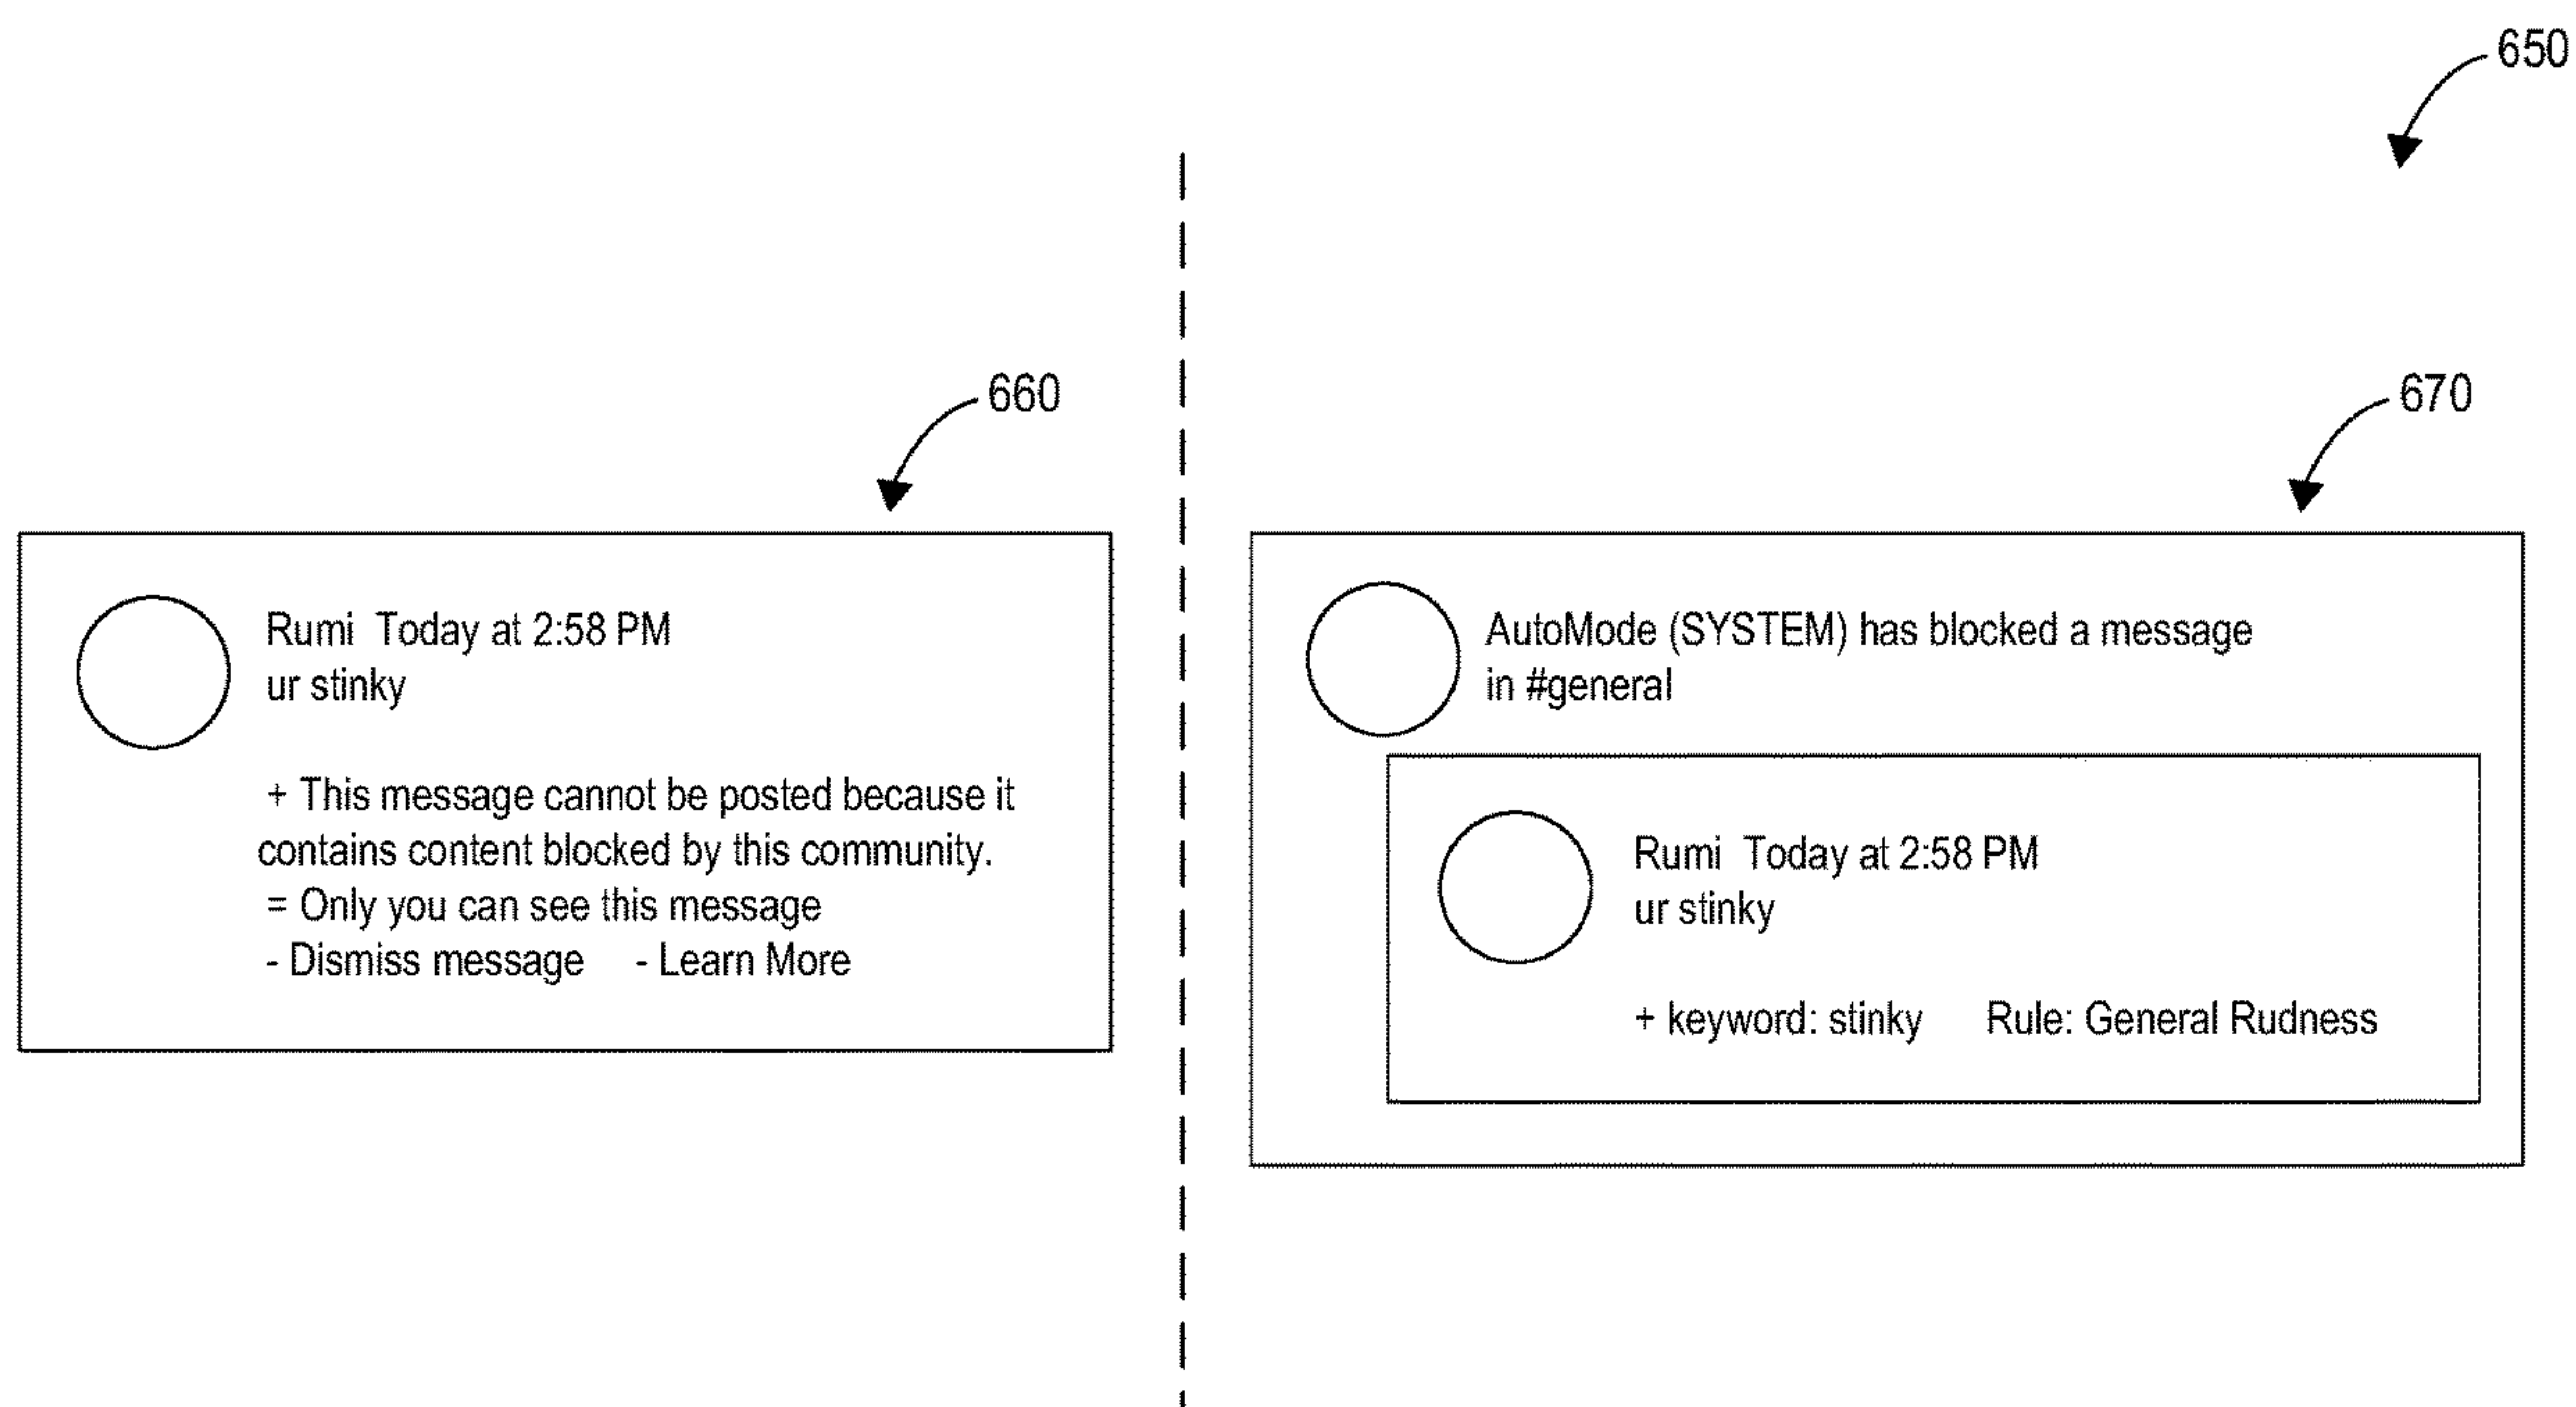 650
660
670
Rumi Today at 2:58 PM
ur stinky
+ This message cannot be posted because it
contains content blocked by this community.
= Only you can see this message
- Dismiss message - Learn More
AutoMode (SYSTEM) has blocked a message
in #general
Rumi Today at 2:58 PM
ur stinky
+ keyword: stinky Rule: General Rudness